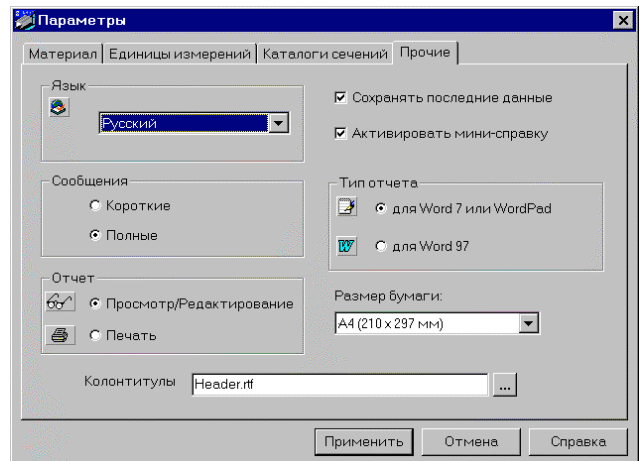 Параметры
Материал Единицы измерений Каталоги сечений Прочие
Язык
Русский
Сохранять последние данные
Активировать мини-справку
Сообщения
Короткие
Полные
Тип отчета
для Word 7 или WordPad
для Word 97
Отчет
Просмотр/Редактирование
Печать
Размер бумаги:
A4 (210 x 297 мм)
Колонтитулы Header.rtf ...
Применить Отмена Справка